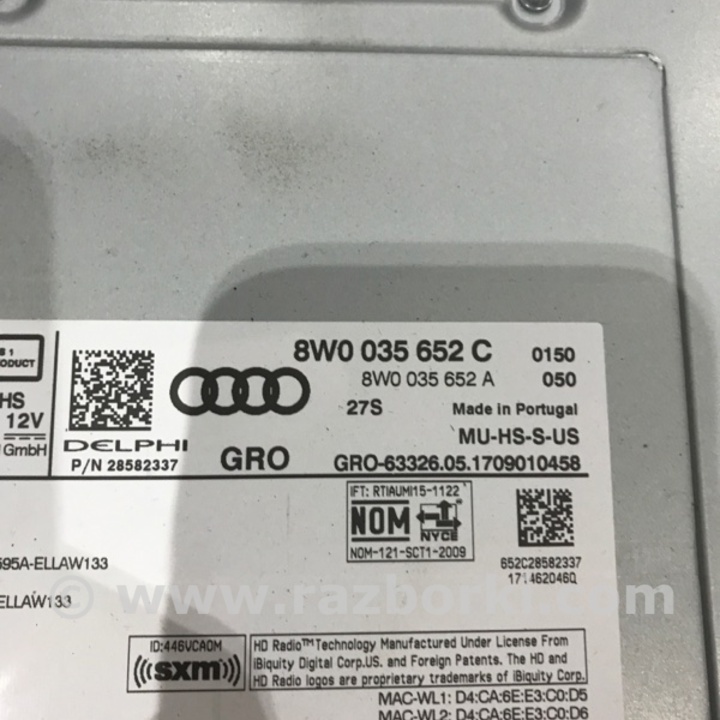 8W0 035 652 C 0150
8W0 035 652 A 050
27S Made in Portugal
MU-HS-S-US
DELPHI
P/N 28582337
GRO GRO-63326.05.1709010458
S 1
ODUCT
HS
12V
GmbH
IFT: RTIAUMI15-1122
NOM NYCE
NOM-121-SCT1-2009
652C28582337
595A-ELLAW133
ELLAW133
ID:446VCA0M
((((SXM))))
HD Radio™ Technology Manufactured Under License From
iBiquity Digital Corp.US. and Foreign Patents. The HD and
HD Radio logos are proprietary trademarks of iBiquity Corp.
MAC-WL1: D4:CA:6E:E3:C0:D5
MAC-WL2: D4:CA:6E:E3:C0:D6